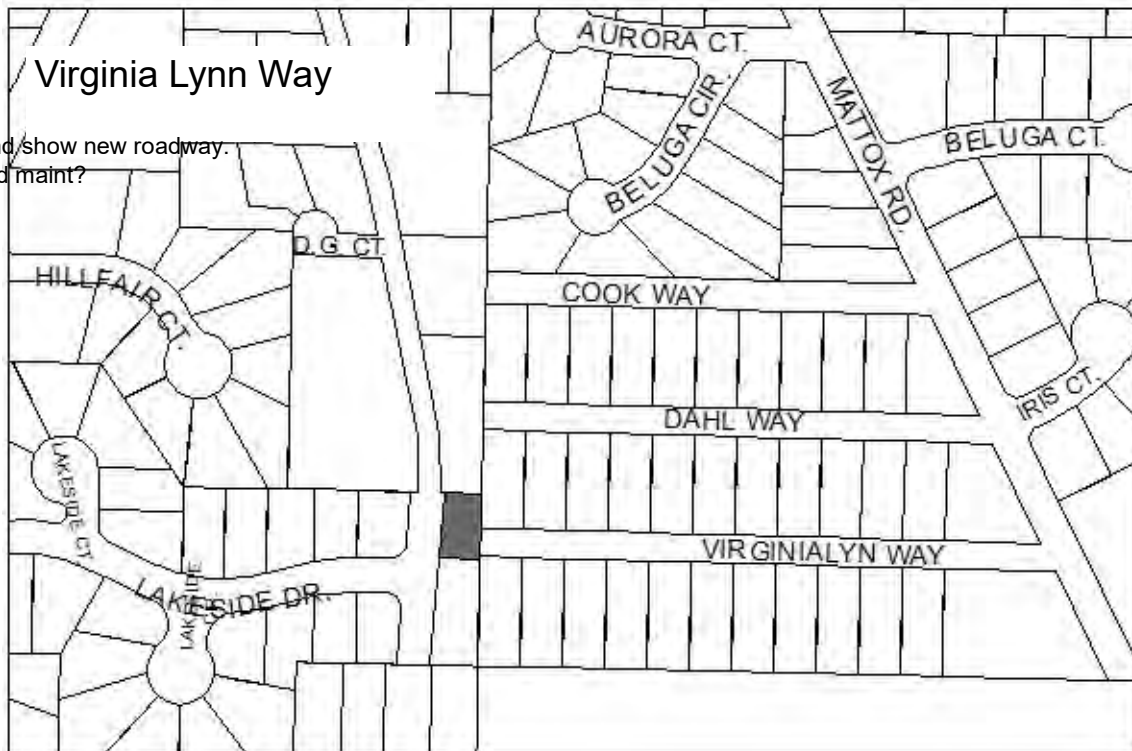 Virginia Lynn Way
nd show new roadway.
d maint?
AURORA CT.
BELUGA CIR.
MATTOX RD.
BELUGA CT.
D.G. CT.
HILLFAIR CT.
COOK WAY
DAHL WAY
IRIS CT.
LAKESIDE CT
VIRGINIALYN WAY
LAKESIDE DR.
LAKESIDE